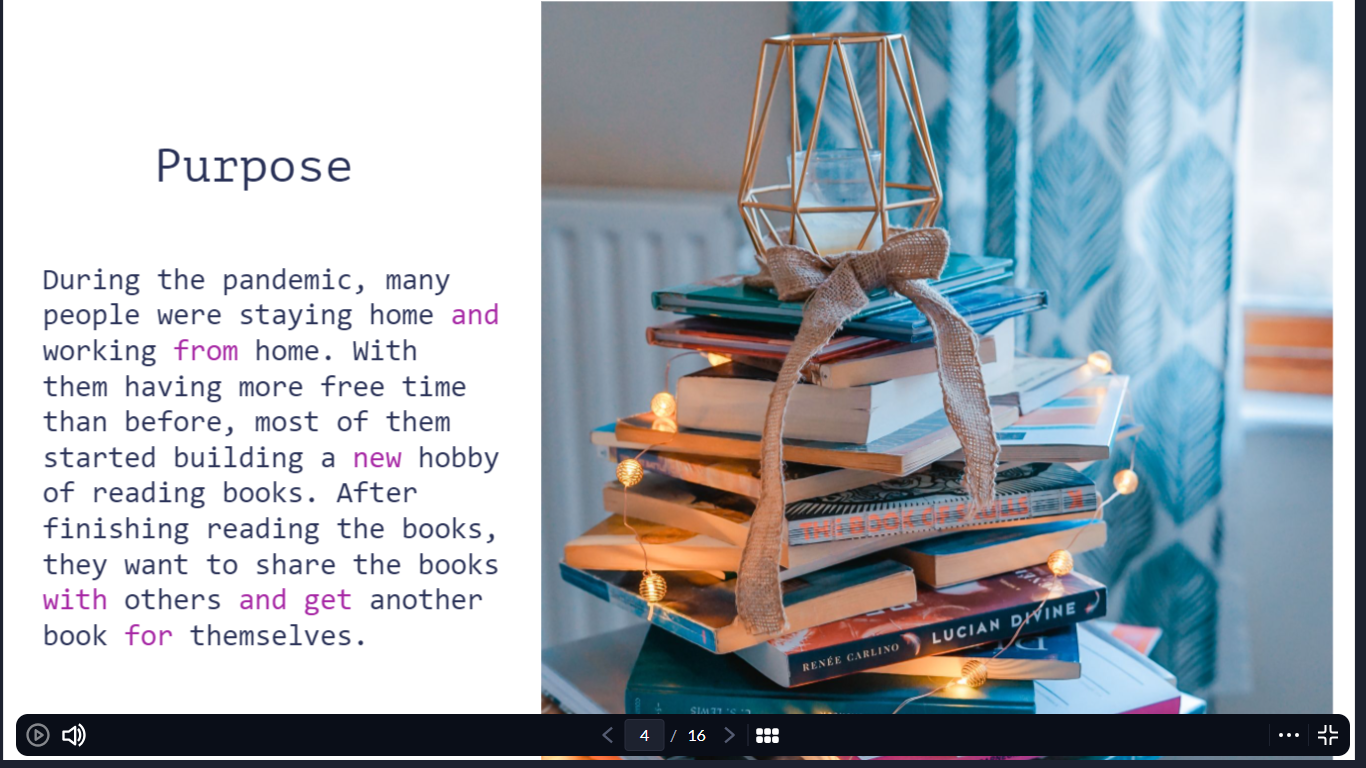 Purpose
During the pandemic, many
people were staying home and
working from home. With
them having more free time
than before, most of them
started building a new hobby
of reading books. After
finishing reading the books,
they want to share the books
with others and get another
book for themselves.
THE BOOK OF SKULLS
RENÉE CARLINO LUCIAN DIVINE
C. S. LEWIS
4 / 16